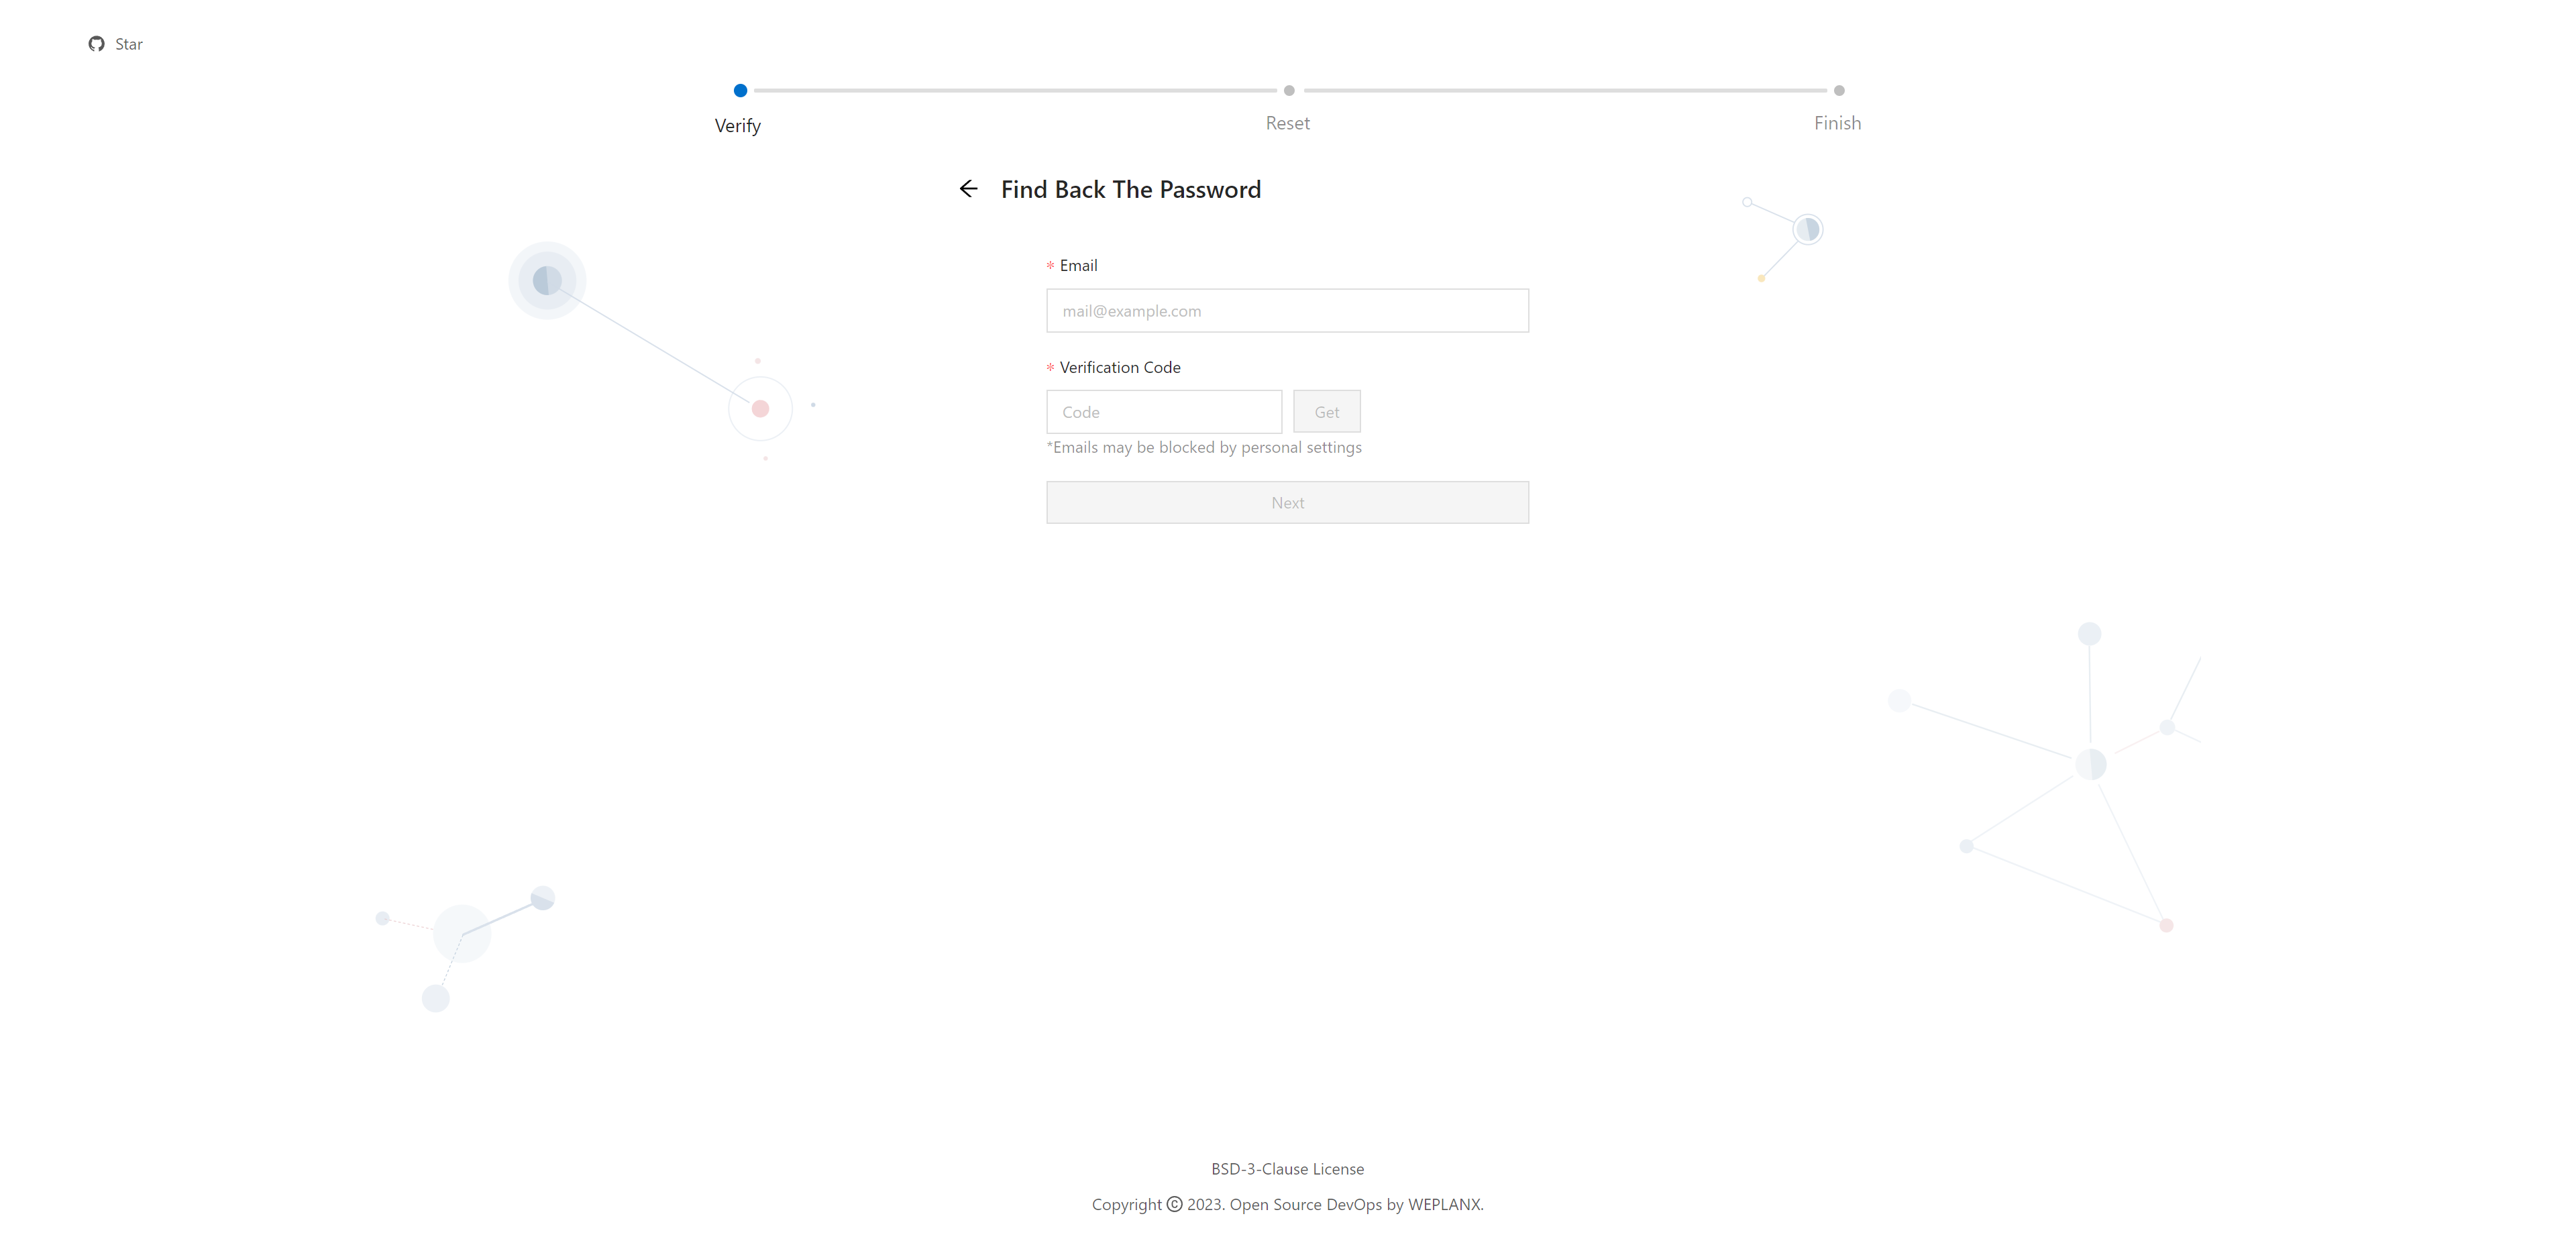 Star
Verify
Reset
Finish
Find Back The Password
* Email
mail@example.com
* Verification Code
Code
Get
*Emails may be blocked by personal settings
Next
BSD-3-Clause License
Copyright © 2023. Open Source DevOps by WEPLANX.